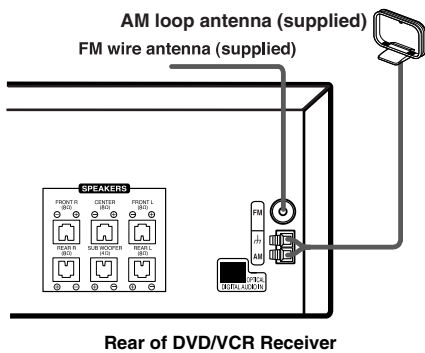 AM loop antenna (supplied)
FM wire antenna (supplied)
SPEAKERS
FRONT R CENTER FRONT L
(8Ω) (8Ω) (8Ω)
⊖ ⊕ ⊖ ⊕ ⊖ ⊕
REAR R SUB WOOFER REAR L
(8Ω) (4Ω) (8Ω)
⊕ ⊖ ⊕ ⊖ ⊕ ⊖
FM
AM
OPTICAL
DIGITAL AUDIO IN
Rear of DVD/VCR Receiver